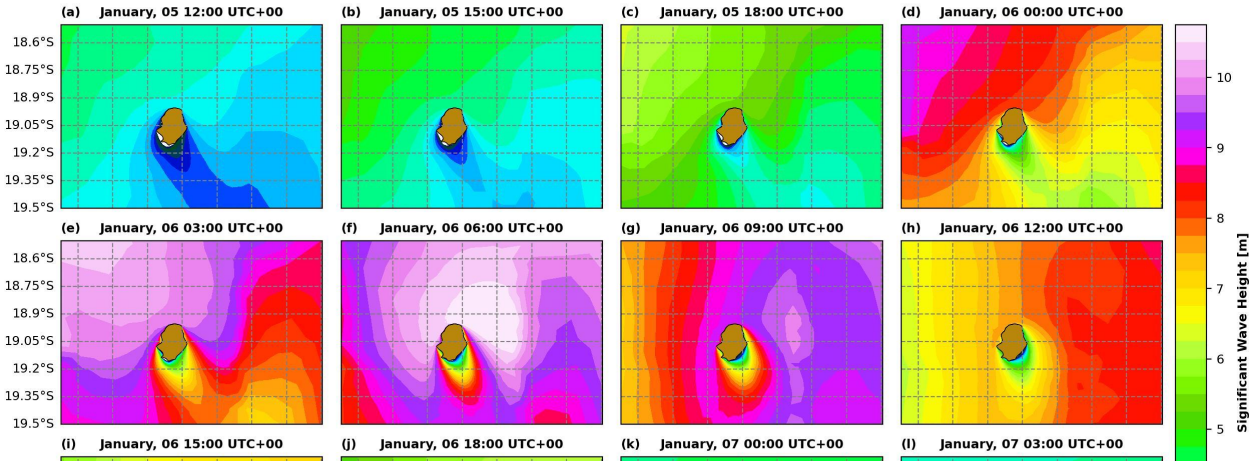 (a) January, 05 12:00 UTC+00
(b) January, 05 15:00 UTC+00
(c) January, 05 18:00 UTC+00
(d) January, 06 00:00 UTC+00
18.6°S
18.75°S
18.9°S
19.05°S
19.2°S
19.35°S
19.5°S
(e) January, 06 03:00 UTC+00
(f) January, 06 06:00 UTC+00
(g) January, 06 09:00 UTC+00
(h) January, 06 12:00 UTC+00
18.6°S
18.75°S
18.9°S
19.05°S
19.2°S
19.35°S
19.5°S
(i) January, 06 15:00 UTC+00
(j) January, 06 18:00 UTC+00
(k) January, 07 00:00 UTC+00
(l) January, 07 03:00 UTC+00
10
9
8
7
6
5
Significant Wave Height [m]